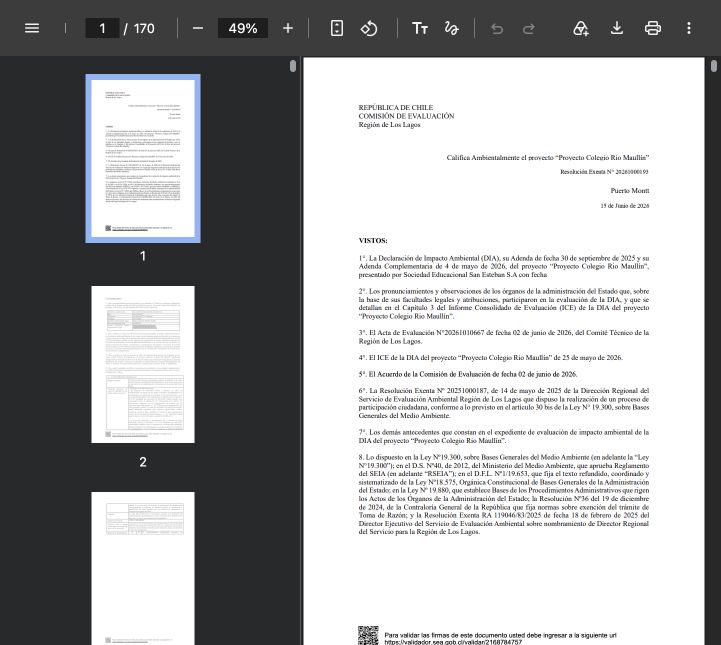 1 / 170
49%
REPÚBLICA DE CHILE
COMISIÓN DE EVALUACIÓN
Región de Los Lagos
Califica Ambientalmente el proyecto “Proyecto Colegio Río Maullín”
Resolución Exenta N° 20261000193
Puerto Montt
15 de Junio de 2026
VISTOS:
1°. La Declaración de Impacto Ambiental (DIA), su Adenda de fecha 30 de septiembre de 2025 y su
Adenda Complementaria de 4 de mayo de 2026, del proyecto “Proyecto Colegio Río Maullín”,
presentado por Sociedad Educacional San Esteban S.A con fecha
2°. Los pronunciamientos y observaciones de los órganos de la administración del Estado que, sobre
la base de sus facultades legales y atribuciones, participaron en la evaluación de la DIA, y que se
detallan en el Capítulo 3 del Informe Consolidado de Evaluación (ICE) de la DIA del proyecto
“Proyecto Colegio Río Maullín”.
3°. El Acta de Evaluación N°20261010667 de fecha 02 de junio de 2026, del Comité Técnico de la
Región de Los Lagos.
4°. El ICE de la DIA del proyecto “Proyecto Colegio Río Maullín” de 25 de mayo de 2026.
5°. El Acuerdo de la Comisión de Evaluación de fecha 02 de junio de 2026.
6°. La Resolución Exenta N° 20251000187, de 14 de mayo de 2025 de la Dirección Regional del
Servicio de Evaluación Ambiental Región de Los Lagos que dispuso la realización de un proceso de
participación ciudadana, conforme a lo previsto en el artículo 30 bis de la Ley N° 19.300, sobre Bases
Generales del Medio Ambiente.
7°. Los demás antecedentes que constan en el expediente de evaluación de impacto ambiental de la
DIA del proyecto “Proyecto Colegio Río Maullín”.
8. Lo dispuesto en la Ley N°19.300, sobre Bases Generales del Medio Ambiente (en adelante la “Ley
N°19.300”); en el D.S. N°40, de 2012, del Ministerio del Medio Ambiente, que aprueba Reglamento
del SEIA (en adelante “RSEIA”); en el D.F.L. N°1/19.653, que fija el texto refundido, coordinado y
sistematizado de la Ley N°18.575, Orgánica Constitucional de Bases Generales de la Administración
del Estado; en la Ley N° 19.880, que establece Bases de los Procedimientos Administrativos que rigen
los Actos de los Órganos de la Administración del Estado; la Resolución N°36 del 19 de diciembre
de 2024, de la Contraloría General de la República que fija normas sobre exención del trámite de
Toma de Razón; y la Resolución Exenta RA 119046/83/2025 de fecha 18 de febrero de 2025 del
Director Ejecutivo del Servicio de Evaluación Ambiental sobre nombramiento de Director Regional
del Servicio para la Región de Los Lagos.
Para validar las firmas de este documento usted debe ingresar a la siguiente url
https://validador.sea.gob.cl/validar/2168784757
1
2